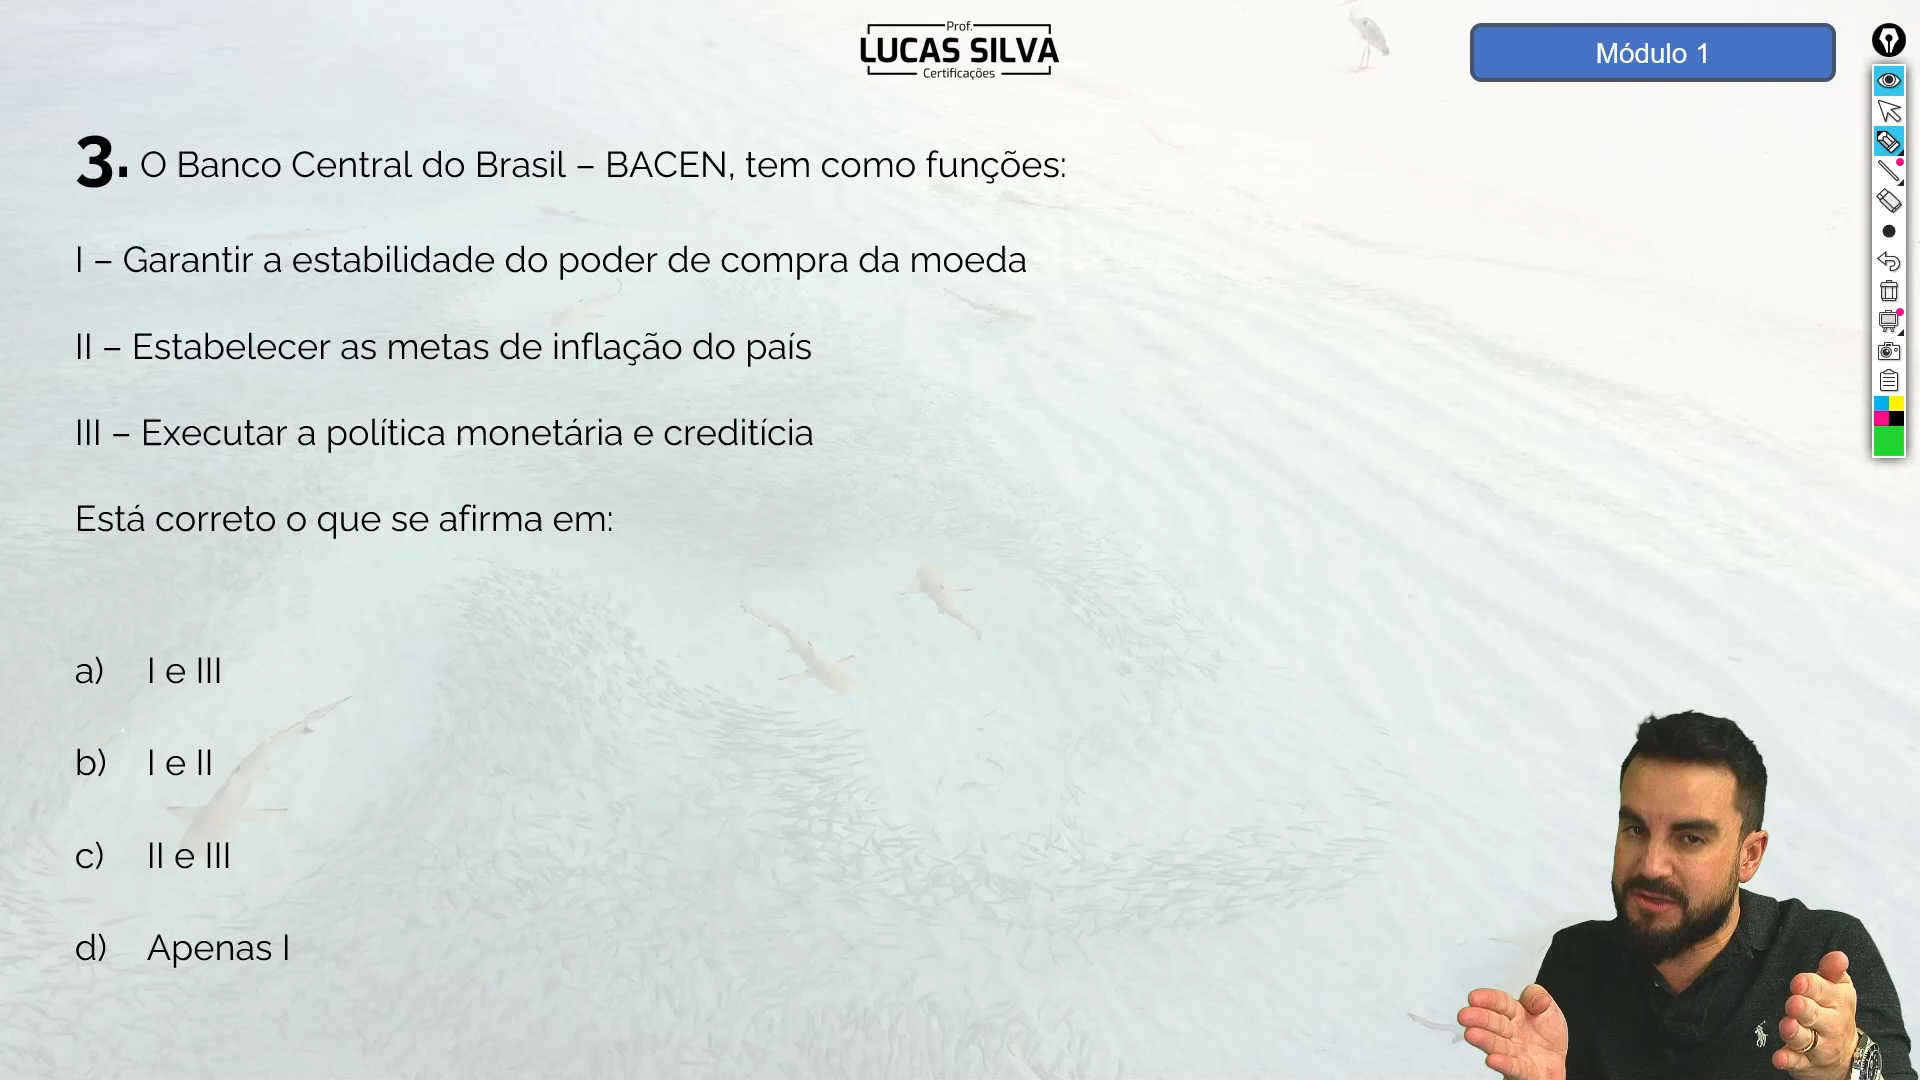 Prof.
LUCAS SILVA
Certificações
Módulo 1
3. O Banco Central do Brasil – BACEN, tem como funções:
I – Garantir a estabilidade do poder de compra da moeda
II – Estabelecer as metas de inflação do país
III – Executar a política monetária e creditícia
Está correto o que se afirma em:
a) I e III
b) I e II
c) II e III
d) Apenas I